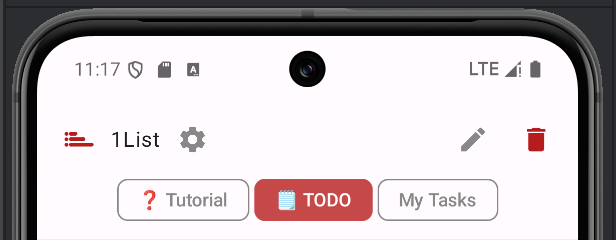 11:17 A LTE
1List
❓ Tutorial 🗒️ TODO My Tasks